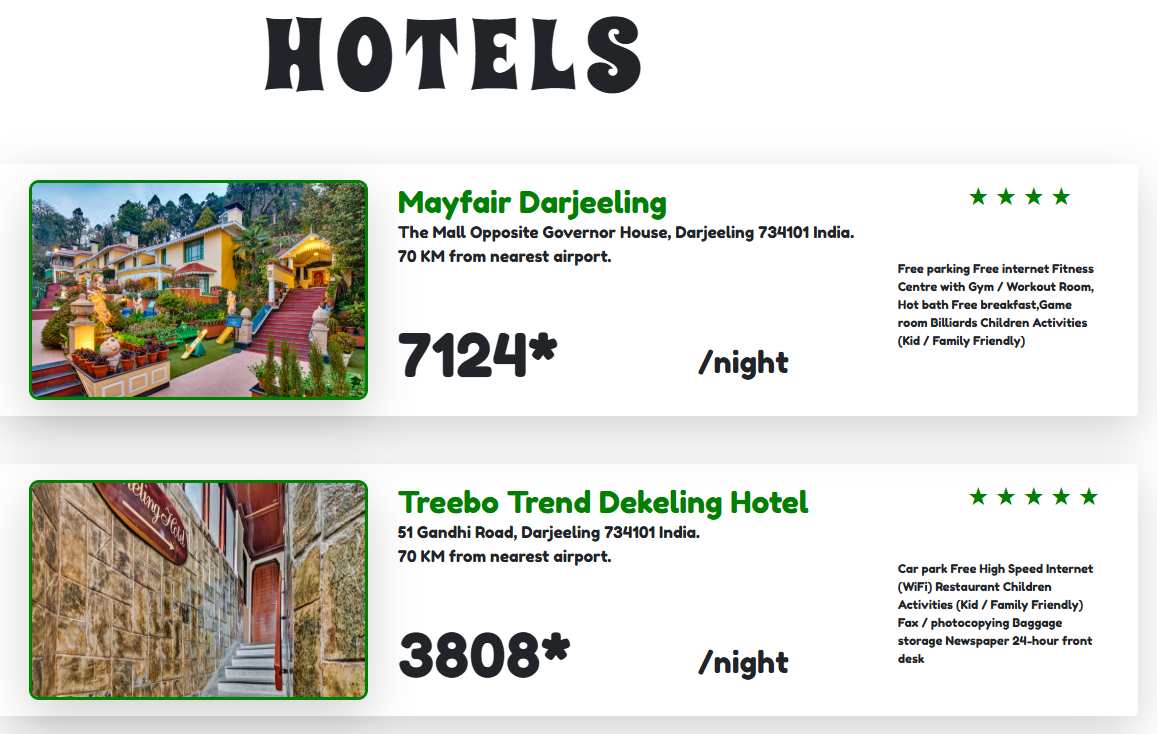 HOTELS
Mayfair Darjeeling
The Mall Opposite Governor House, Darjeeling 734101 India.
70 KM from nearest airport.
7124*
/night
★ ★ ★ ★
Free parking Free internet Fitness
Centre with Gym / Workout Room,
Hot bath Free breakfast,Game
room Billiards Children Activities
(Kid / Family Friendly)
eling Hotel
Treebo Trend Dekeling Hotel
51 Gandhi Road, Darjeeling 734101 India.
70 KM from nearest airport.
3808*
/night
★ ★ ★ ★ ★
Car park Free High Speed Internet
(WiFi) Restaurant Children
Activities (Kid / Family Friendly)
Fax / photocopying Baggage
storage Newspaper 24-hour front
desk